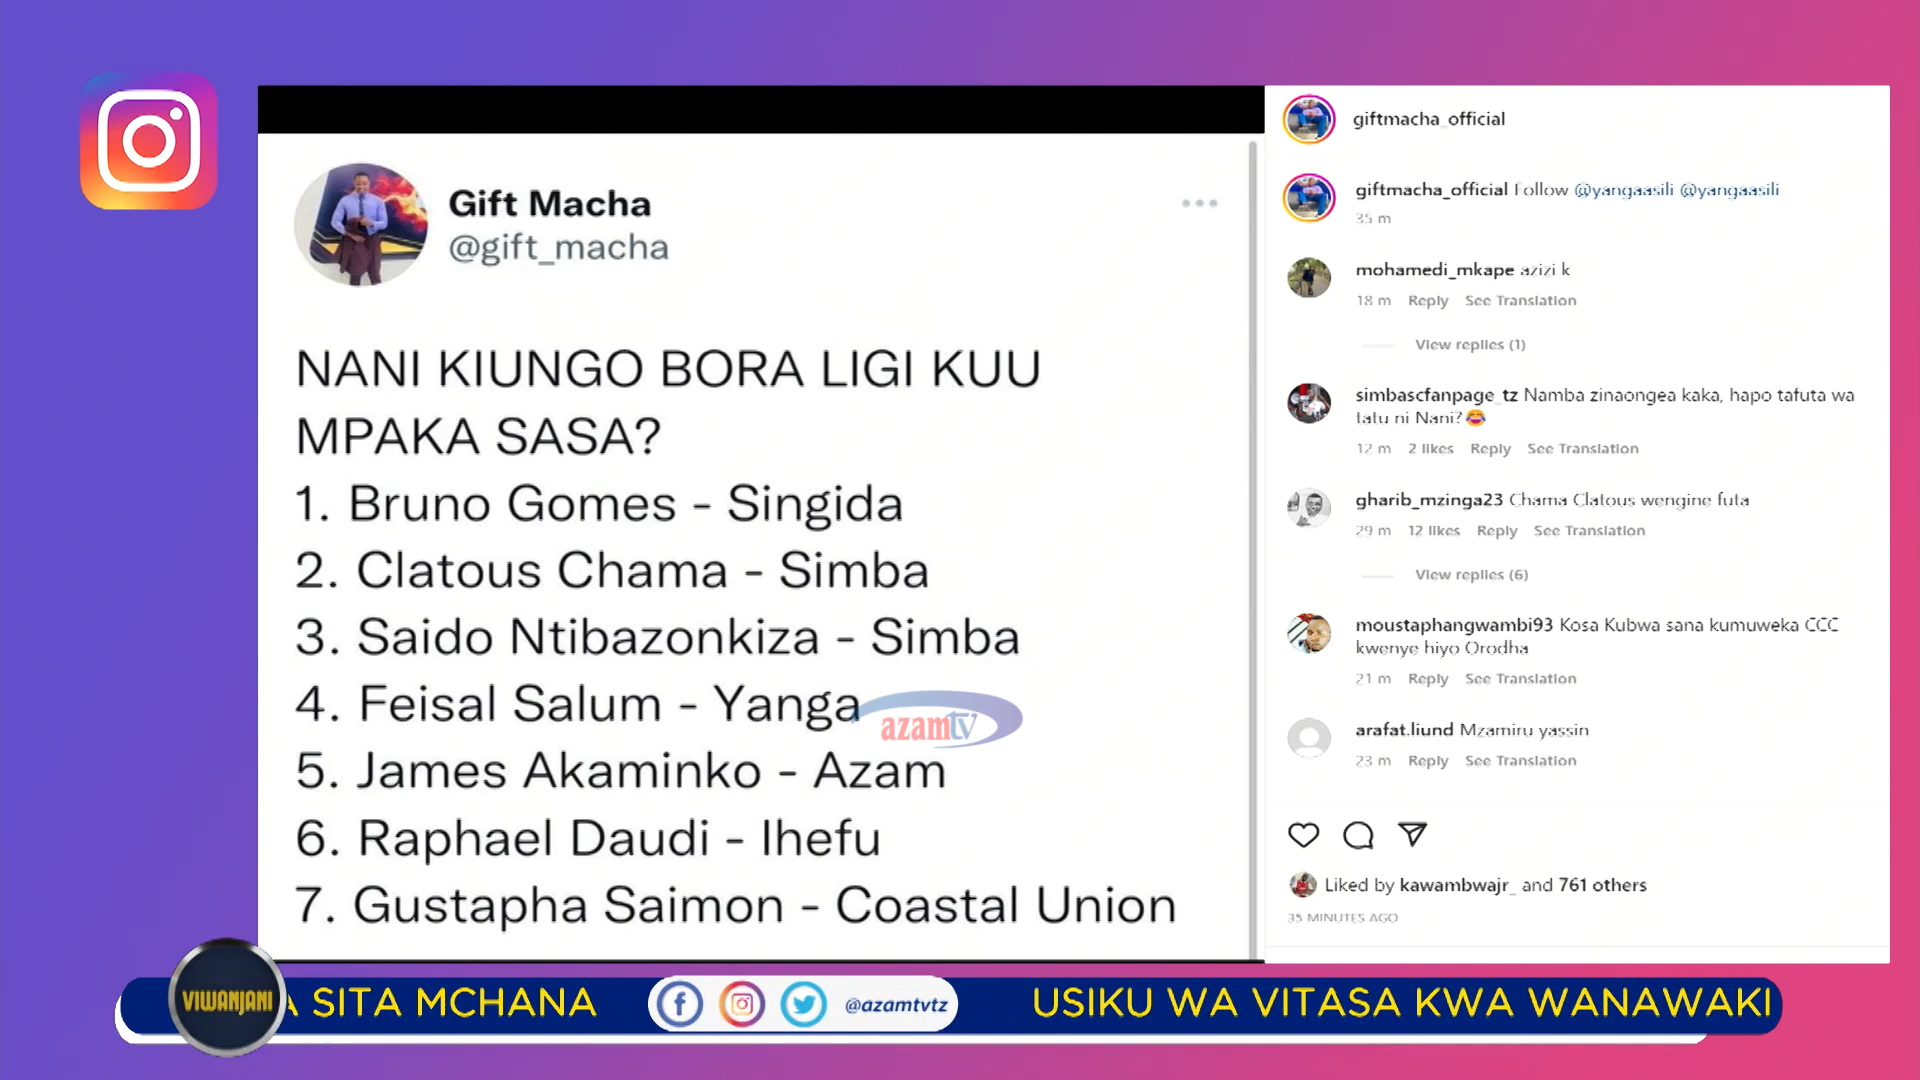 Gift Macha
@gift_macha
NANI KIUNGO BORA LIGI KUU
MPAKA SASA?
1. Bruno Gomes - Singida
2. Clatous Chama - Simba
3. Saido Ntibazonkiza - Simba
4. Feisal Salum - Yanga
5. James Akaminko - Azam
6. Raphael Daudi - Ihefu
7. Gustapha Saimon - Coastal Union
azamtv
giftmacha_official
giftmacha_official Follow @yangaasili @yangaasili
35 m
mohamedi_mkape azizi k
18 m Reply See Translation
View replies (1)
simbascfanpage_tz Namba zinaongea kaka, hapo tafuta wa
tatu ni Nani?😂
12 m 2 likes Reply See Translation
gharib_mzinga23 Chama Clatous wengine futa
29 m 12 likes Reply See Translation
View replies (6)
moustaphangwambi93 Kosa Kubwa sana kumuweka CCC
kwenye hiyo Orodha
21 m Reply See Translation
arafat.liund Mzamiru yassin
23 m Reply See Translation
Liked by kawambwajr_ and 761 others
35 MINUTES AGO
VIWANJANI
A SITA MCHANA
@azamtvtz
USIKU WA VITASA KWA WANAWAKI